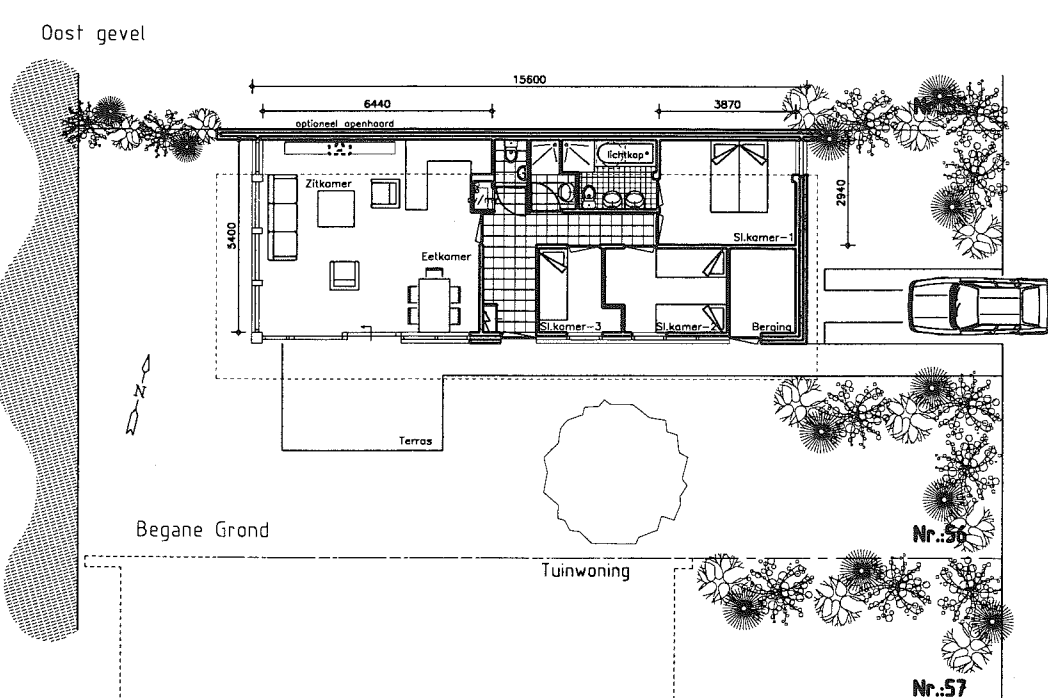 Oost gevel
15600
6440
3870
optioneel openhaard
lichtkap
Zitkamer
2940
5400
Sl.kamer-1
Eetkamer
Sl.kamer-3
Sl.kamer-2
Berging
N
Terras
Begane Grond
Nr.:56
Tuinwoning
Nr.:57